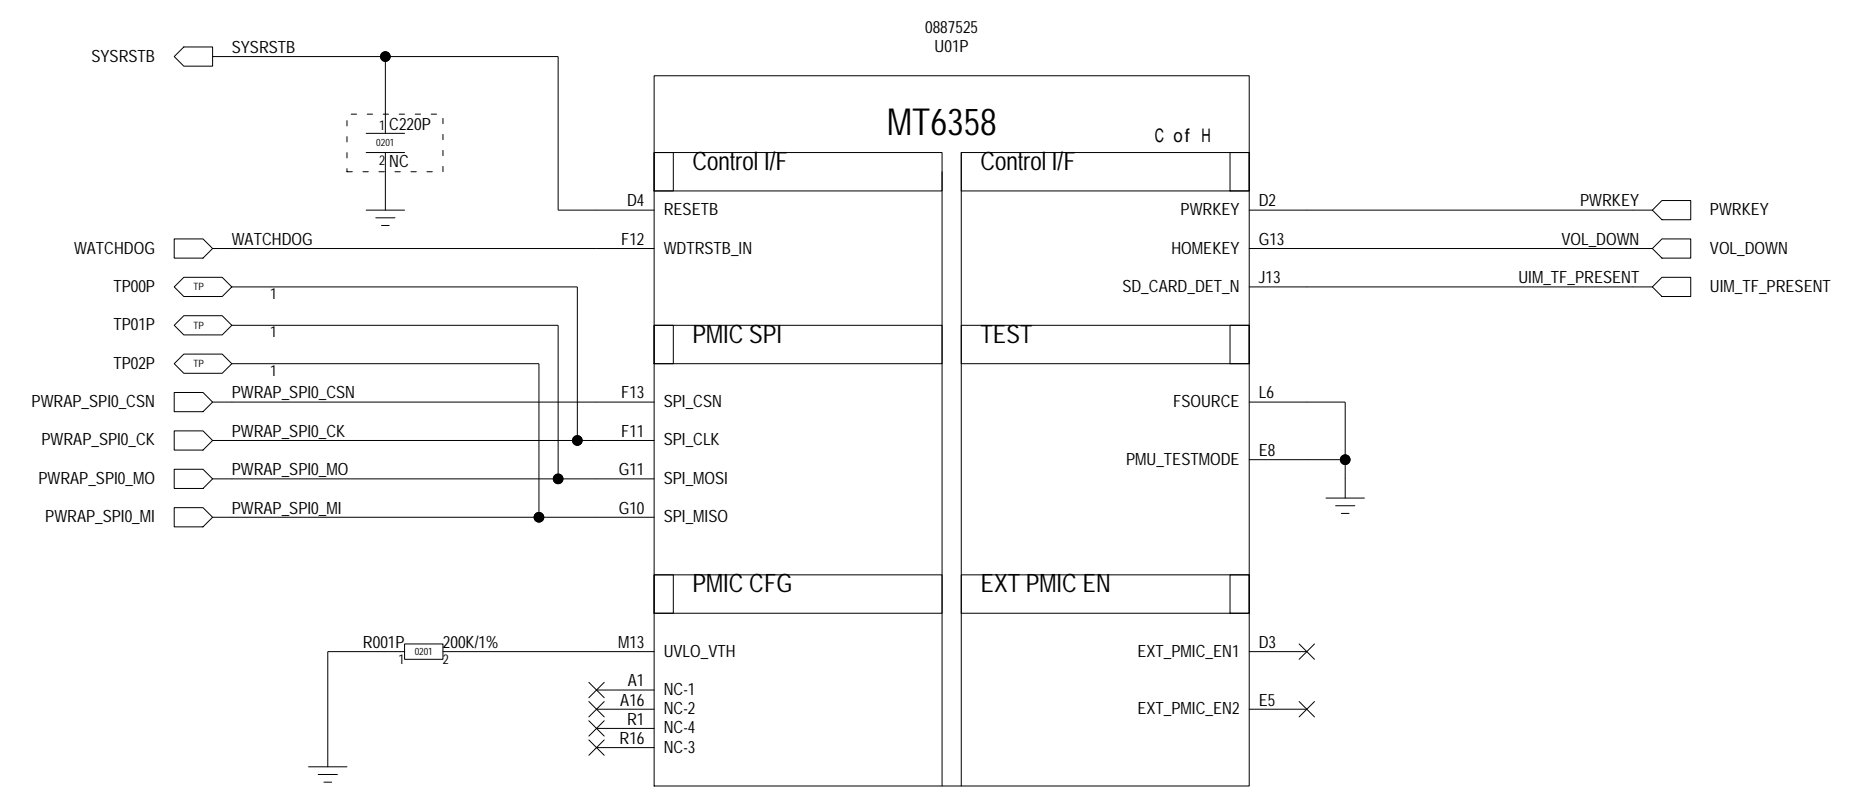 0887525
U01P
SYSRSTB SYSRSTB
MT6358
C of H
1 C220P
0201
2 NC
Control I/F Control I/F
D4 RESETB PWRKEY D2 PWRKEY PWRKEY
WATCHDOG WATCHDOG F12 WDTRSTB_IN HOMEKEY G13 VOL_DOWN VOL_DOWN
TP00P TP 1 SD_CARD_DET_N J13 UIM_TF_PRESENT UIM_TF_PRESENT
TP01P TP 1 PMIC SPI TEST
TP02P TP 1
PWRAP_SPI0_CSN PWRAP_SPI0_CSN F13 SPI_CSN FSOURCE L6
PWRAP_SPI0_CK PWRAP_SPI0_CK F11 SPI_CLK
PMU_TESTMODE E8
PWRAP_SPI0_MO PWRAP_SPI0_MO G11 SPI_MOSI
PWRAP_SPI0_MI PWRAP_SPI0_MI G10 SPI_MISO
PMIC CFG EXT PMIC EN
R001P 1 0201 2 200K/1% M13 UVLO_VTH EXT_PMIC_EN1 D3
A1 NC-1
A16 NC-2 EXT_PMIC_EN2 E5
R1 NC-4
R16 NC-3